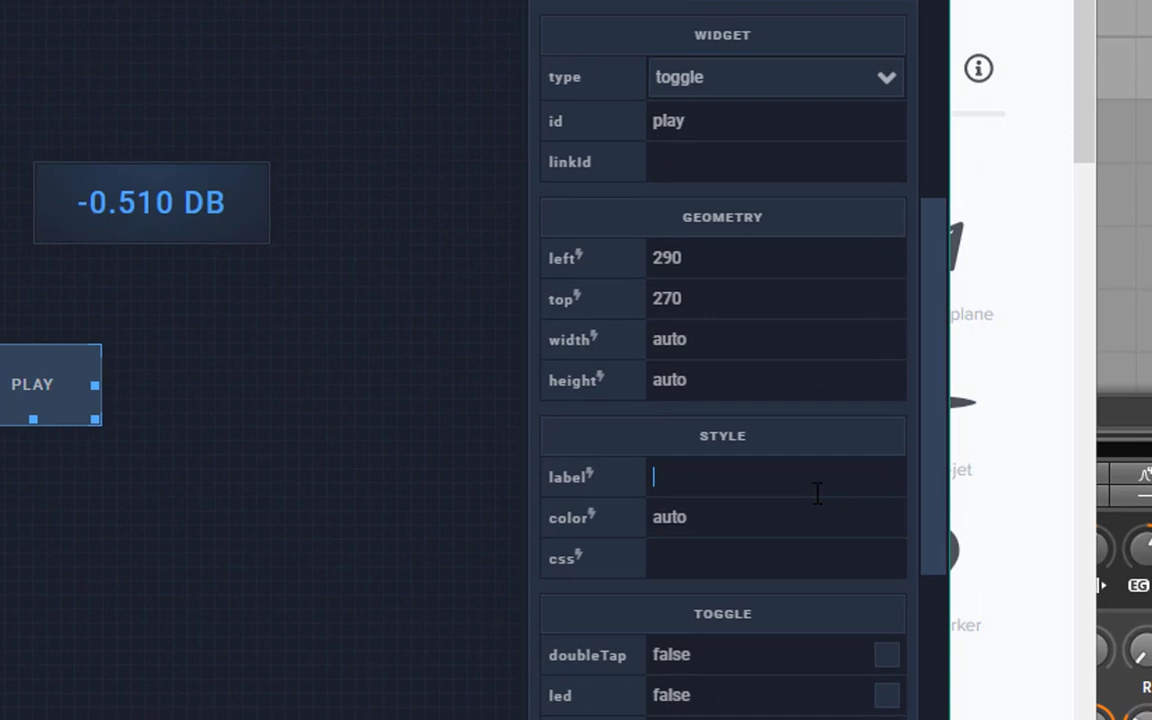 WIDGET
type toggle
id play
linkId
-0.510 DB
GEOMETRY
left 290
top 270
width auto
height auto
PLAY
STYLE
label
color auto
css
TOGGLE
doubleTap false
led false
plane
jet
EG
rker
R